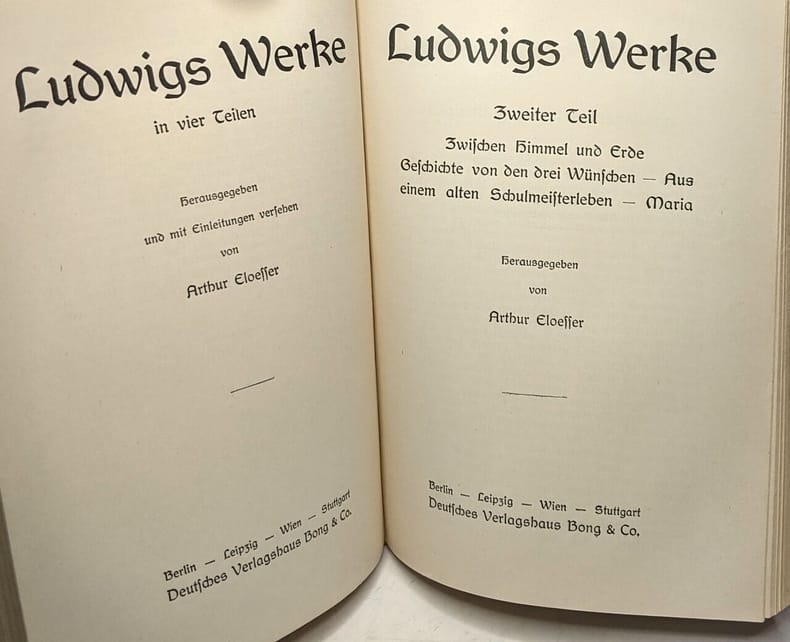 Ludwigs Werke
in vier Teilen
Herausgegeben
und mit Einleitungen verſehen
von
Arthur Eloeſſer
Berlin — Leipzig — Wien — Stuttgart
Deutſches Verlagshaus Bong & Co.
Ludwigs Werke
Zweiter Teil
Zwiſchen Himmel und Erde
Geſchichte von den drei Wünſchen — Aus
einem alten Schulmeiſterleben — Maria
Herausgegeben
von
Arthur Eloeſſer
Berlin — Leipzig — Wien — Stuttgart
Deutſches Verlagshaus Bong & Co.